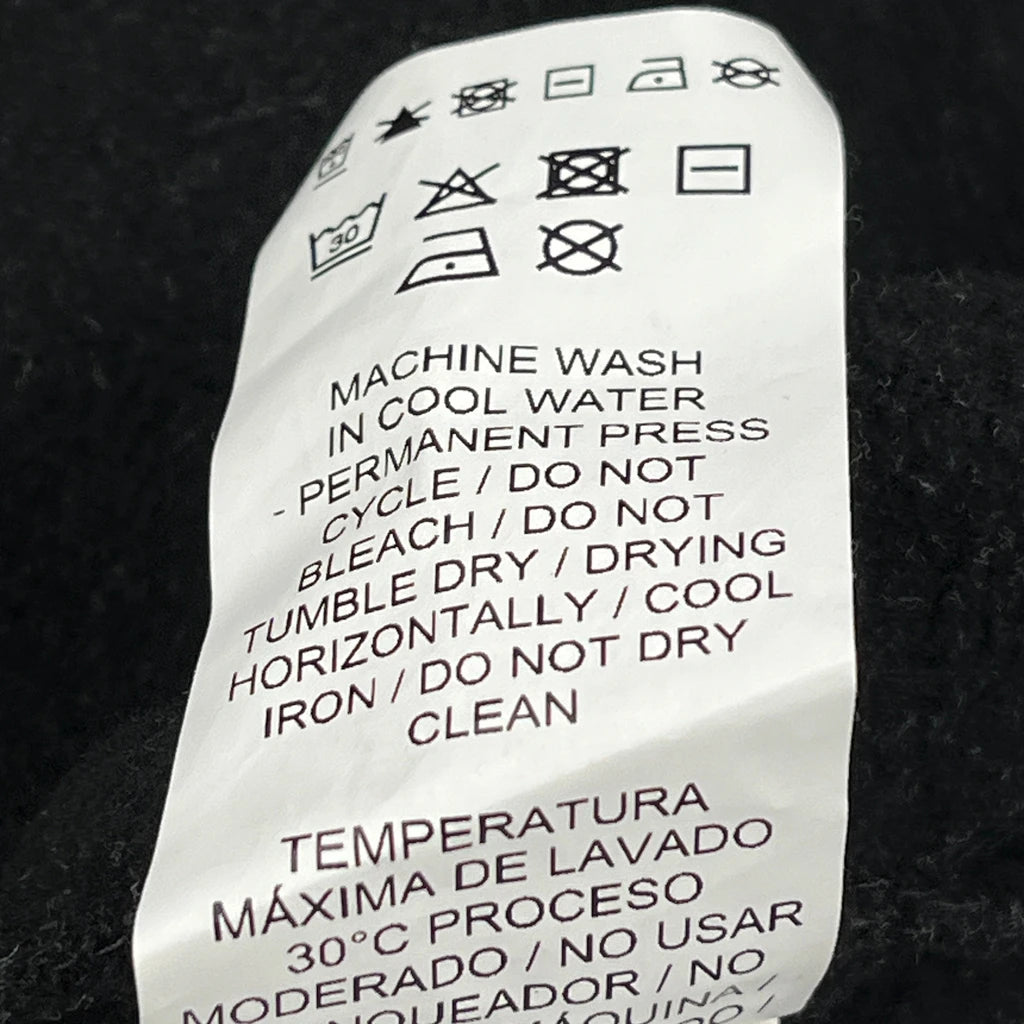 30
MACHINE WASH
IN COOL WATER
- PERMANENT PRESS
CYCLE / DO NOT
BLEACH / DO NOT
TUMBLE DRY / DRYING
HORIZONTALLY / COOL
IRON / DO NOT DRY
CLEAN
TEMPERATURA
MÁXIMA DE LAVADO
30°C PROCESO
MODERADO / NO USAR
/ NO